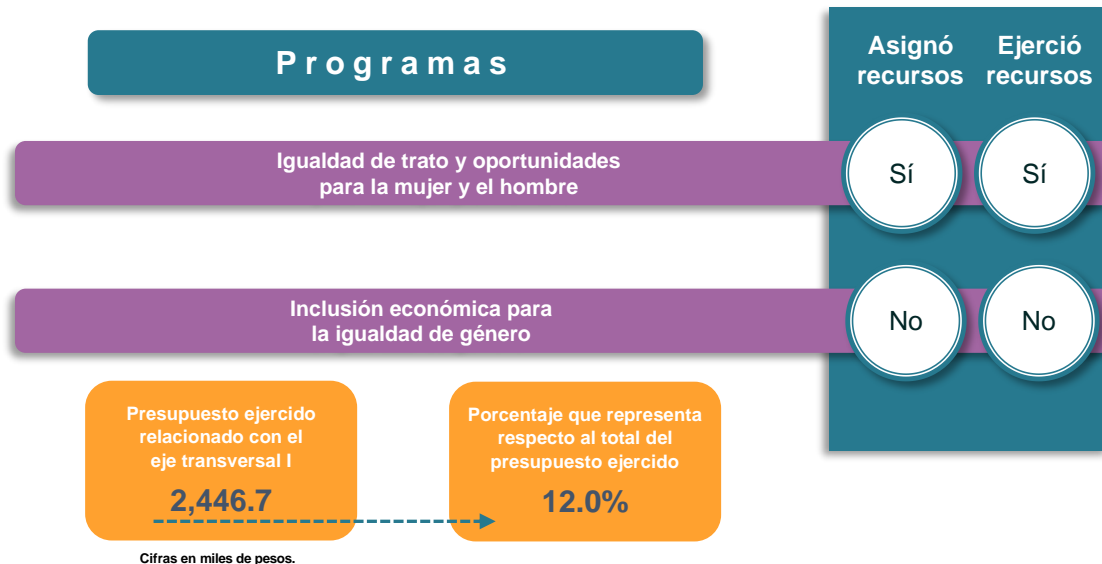 Programas
Asignó
recursos
Ejerció
recursos
Igualdad de trato y oportunidades
para la mujer y el hombre
Sí
Sí
Inclusión económica para
la igualdad de género
No
No
Presupuesto ejercido
relacionado con el
eje transversal I
2,446.7
Porcentaje que representa
respecto al total del
presupuesto ejercido
12.0%
Cifras en miles de pesos.